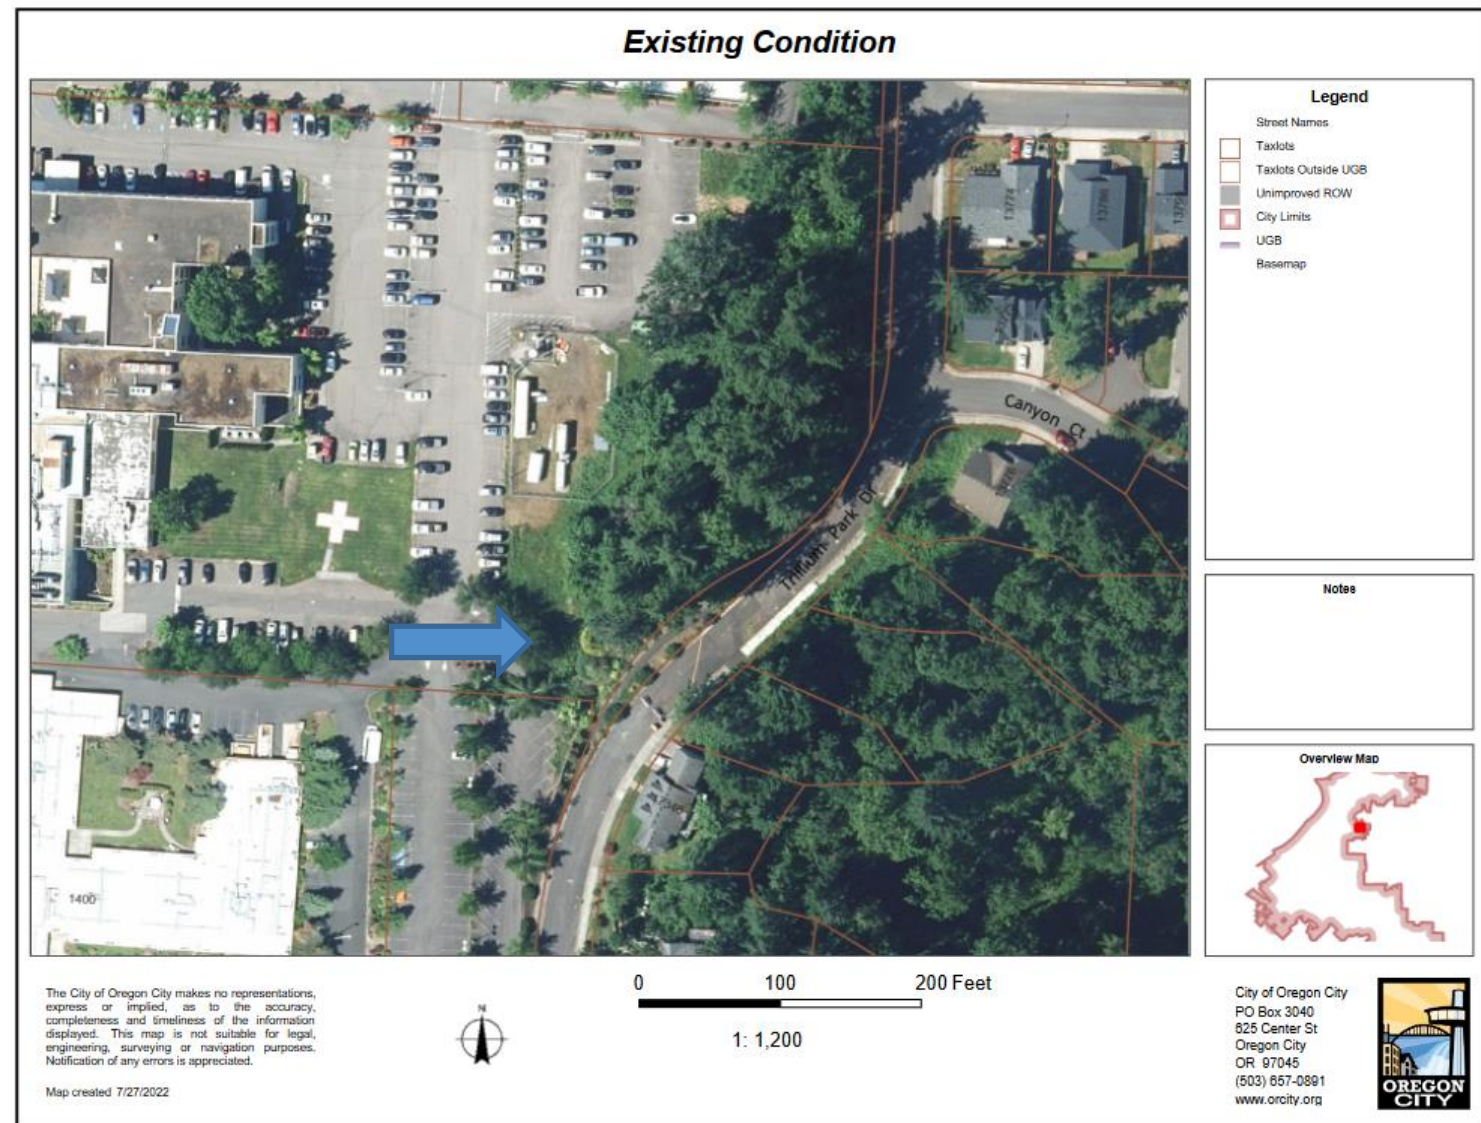 Existing Condition
13774
13786
Canyon Ct
Trillium Park Dr
1400
Legend
Street Names
Taxlots
Taxlots Outside UGB
Unimproved ROW
City Limits
UGB
Basemap
Notes
Overview Map
The City of Oregon City makes no representations,
express or implied, as to the accuracy,
completeness and timeliness of the information
displayed. This map is not suitable for legal,
engineering, surveying or navigation purposes.
Notification of any errors is appreciated.
Map created 7/27/2022
N
0 100 200 Feet
1: 1,200
City of Oregon City
PO Box 3040
625 Center St
Oregon City
OR 97045
(503) 657-0891
www.orcity.org
OREGON
CITY